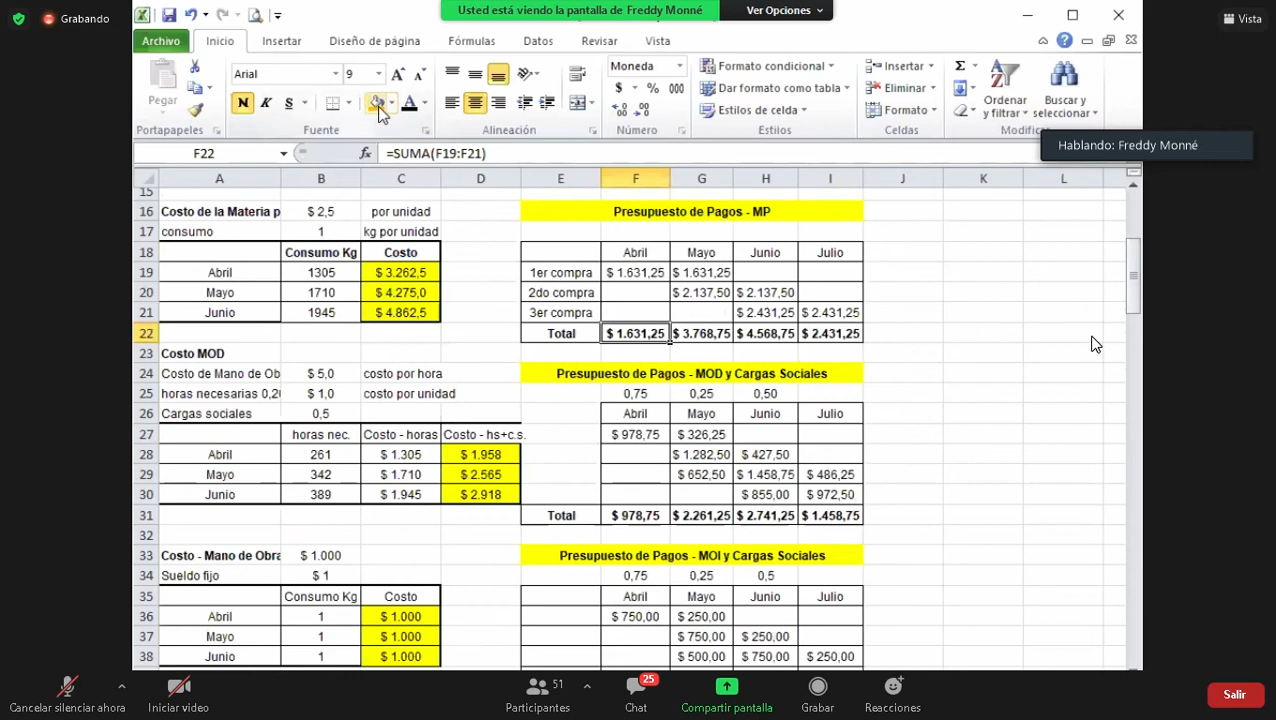 Grabando
Usted está viendo la pantalla de Freddy Monné
Ver Opciones
Vista
Archivo Inicio Insertar Diseño de página Fórmulas Datos Revisar Vista
Pegar
Portapapeles
Arial 9
N K S
Fuente
Alineación
Moneda
$ % 000
Número
Formato condicional
Dar formato como tabla
Estilos de celda
Estilos
Insertar
Eliminar
Formato
Celdas
Ordenar y filtrar
Buscar y seleccionar
Modificar
Hablando: Freddy Monné
F22 fx =SUMA(F19:F21)
A B C D E F G H I J K L
15
16 Costo de la Materia p $ 2,5 por unidad Presupuesto de Pagos - MP
17 consumo 1 kg por unidad
18 Consumo Kg Costo Abril Mayo Junio Julio
19 Abril 1305 $ 3.262,5 1er compra $ 1.631,25 $ 1.631,25
20 Mayo 1710 $ 4.275,0 2do compra $ 2.137,50 $ 2.137,50
21 Junio 1945 $ 4.862,5 3er compra $ 2.431,25 $ 2.431,25
22 Total $ 1.631,25 $ 3.768,75 $ 4.568,75 $ 2.431,25
23 Costo MOD
24 Costo de Mano de Ob $ 5,0 costo por hora Presupuesto de Pagos - MOD y Cargas Sociales
25 horas necesarias 0,20 $ 1,0 costo por unidad 0,75 0,25 0,50
26 Cargas sociales 0,5 Abril Mayo Junio Julio
27 horas nec. Costo - horas Costo - hs+c.s. $ 978,75 $ 326,25
28 Abril 261 $ 1.305 $ 1.958 $ 1.282,50 $ 427,50
29 Mayo 342 $ 1.710 $ 2.565 $ 652,50 $ 1.458,75 $ 486,25
30 Junio 389 $ 1.945 $ 2.918 $ 855,00 $ 972,50
31 Total $ 978,75 $ 2.261,25 $ 2.741,25 $ 1.458,75
32
33 Costo - Mano de Obra $ 1.000 Presupuesto de Pagos - MOI y Cargas Sociales
34 Sueldo fijo $ 1 0,75 0,25 0,5
35 Consumo Kg Costo Abril Mayo Junio Julio
36 Abril 1 $ 1.000 $ 750,00 $ 250,00
37 Mayo 1 $ 1.000 $ 750,00 $ 250,00
38 Junio 1 $ 1.000 $ 500,00 $ 750,00 $ 250,00
Cancelar silenciar ahora
Iniciar video
51
Participantes
25
Chat
Compartir pantalla
Grabar
Reacciones
Salir